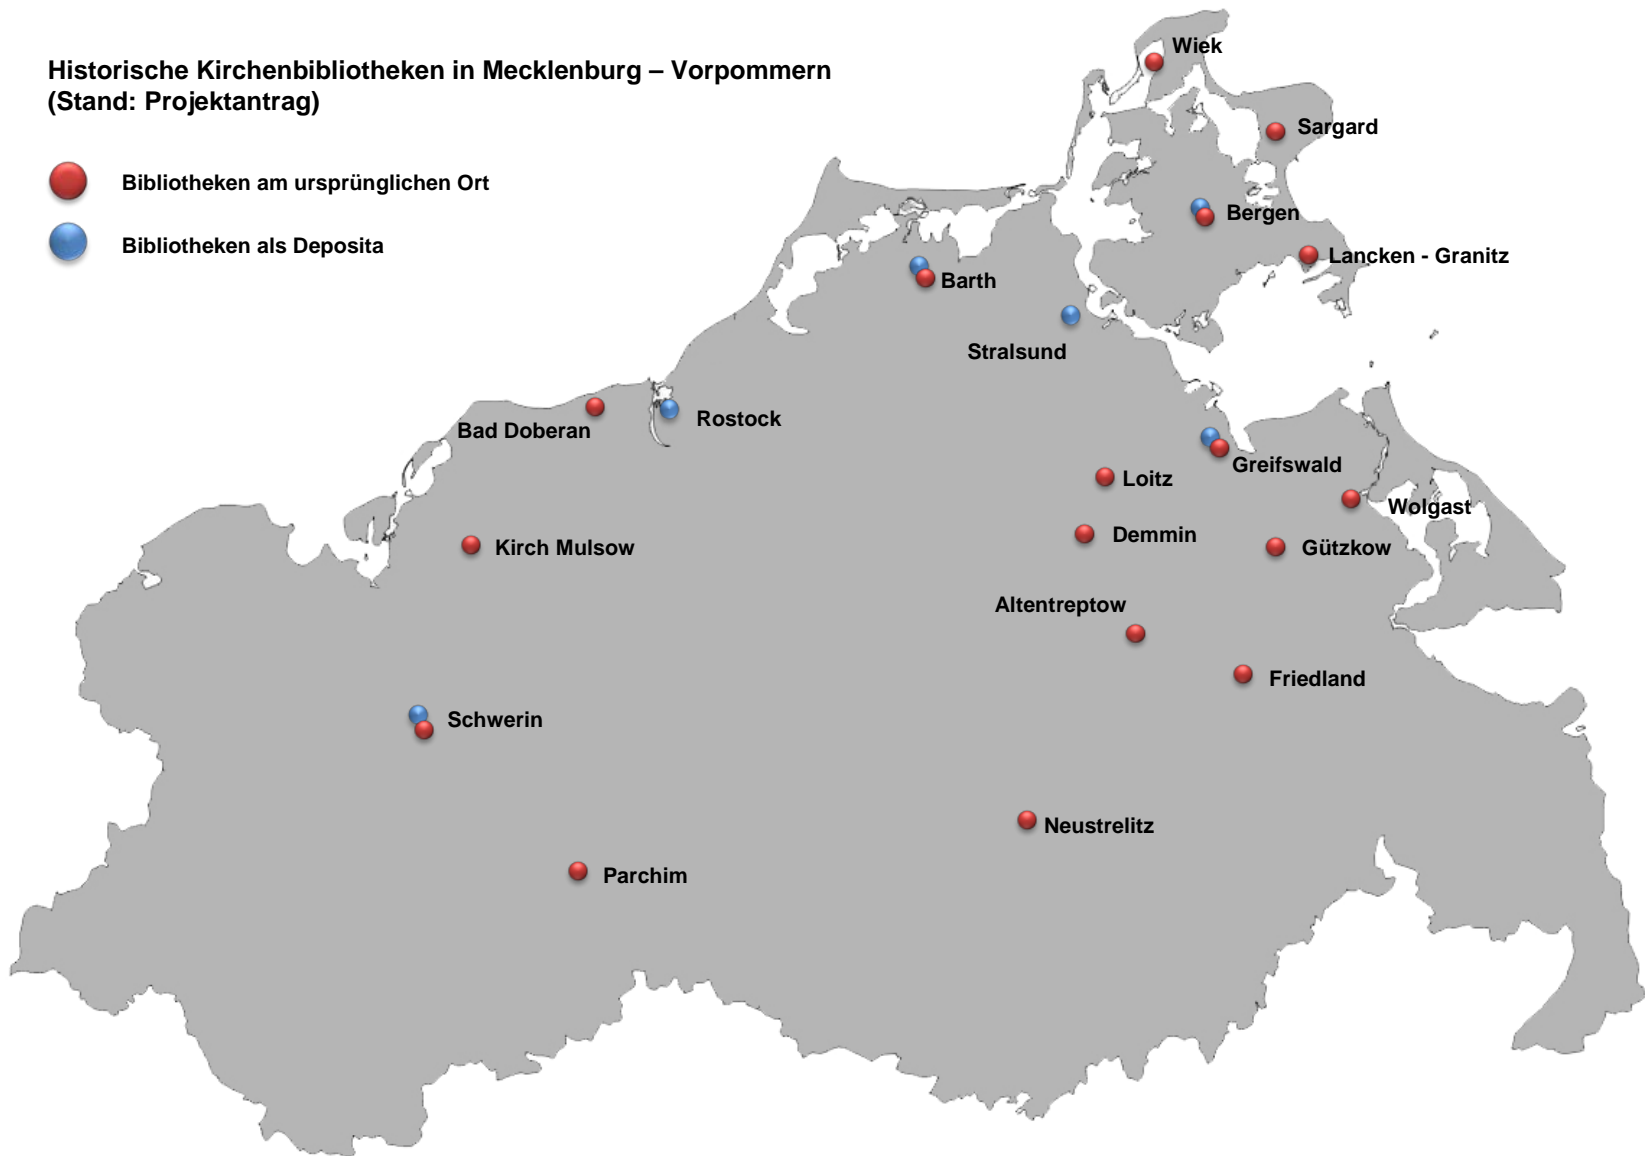 Historische Kirchenbibliotheken in Mecklenburg – Vorpommern
(Stand: Projektantrag)
Bibliotheken am ursprünglichen Ort
Bibliotheken als Deposita
Wiek
Sargard
Bergen
Lancken - Granitz
Barth
Stralsund
Rostock
Bad Doberan
Greifswald
Loitz
Wolgast
Demmin
Gützkow
Kirch Mulsow
Altentreptow
Friedland
Schwerin
Neustrelitz
Parchim